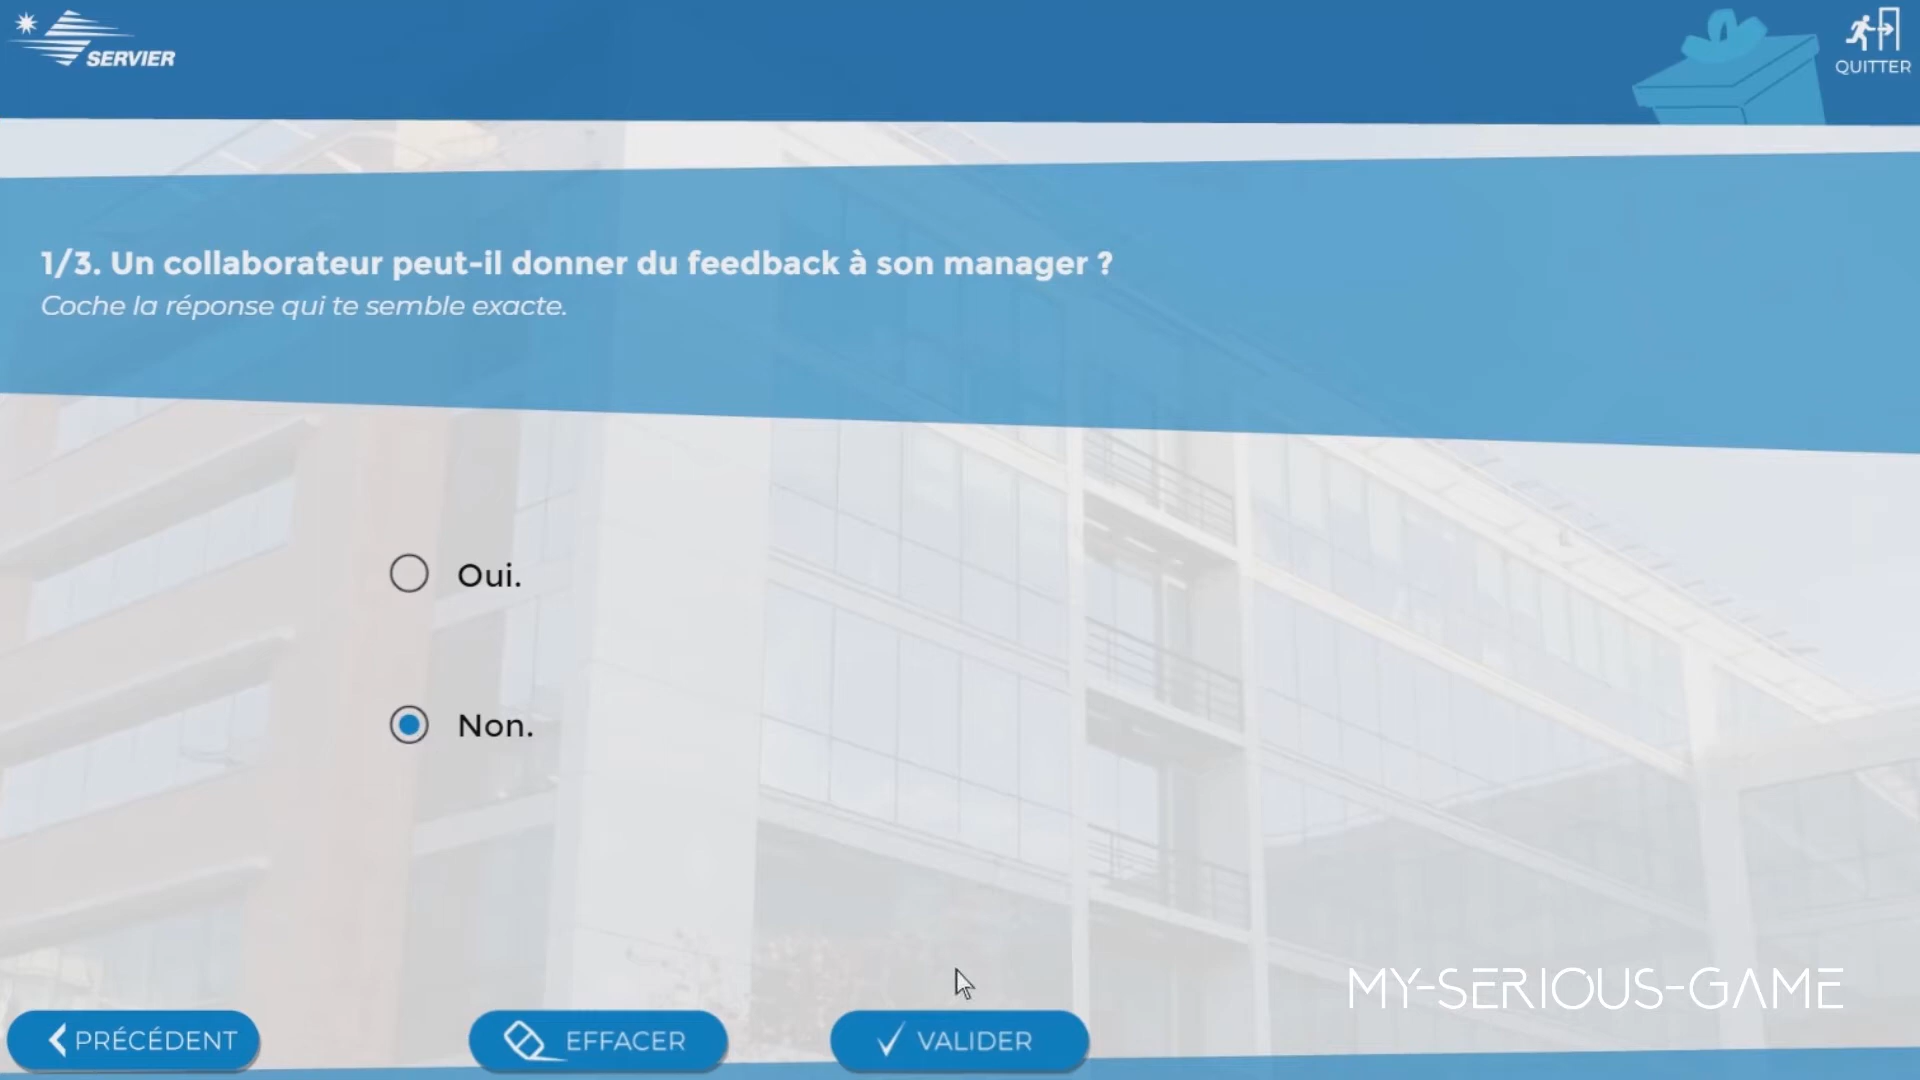 SERVIER
QUITTER
1/3. Un collaborateur peut-il donner du feedback à son manager ?
Coche la réponse qui te semble exacte.
Oui.
Non.
MY-SERIOUS-GAME
PRÉCÉDENT
EFFACER
VALIDER